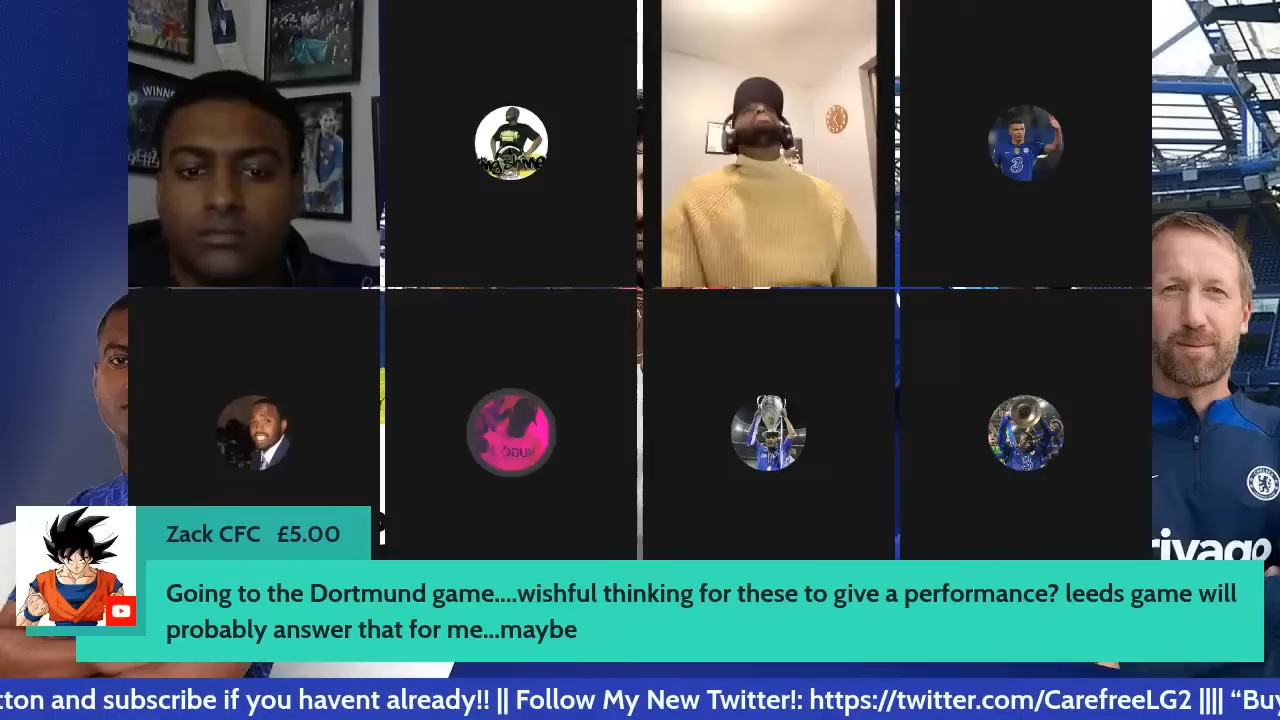 WINN
3
Zack CFC £5.00
Going to the Dortmund game....wishful thinking for these to give a performance? leeds game will
probably answer that for me...maybe
tton and subscribe if you havent already!! || Follow My New Twitter!: https://twitter.com/CarefreeLG2 |||| “Buy